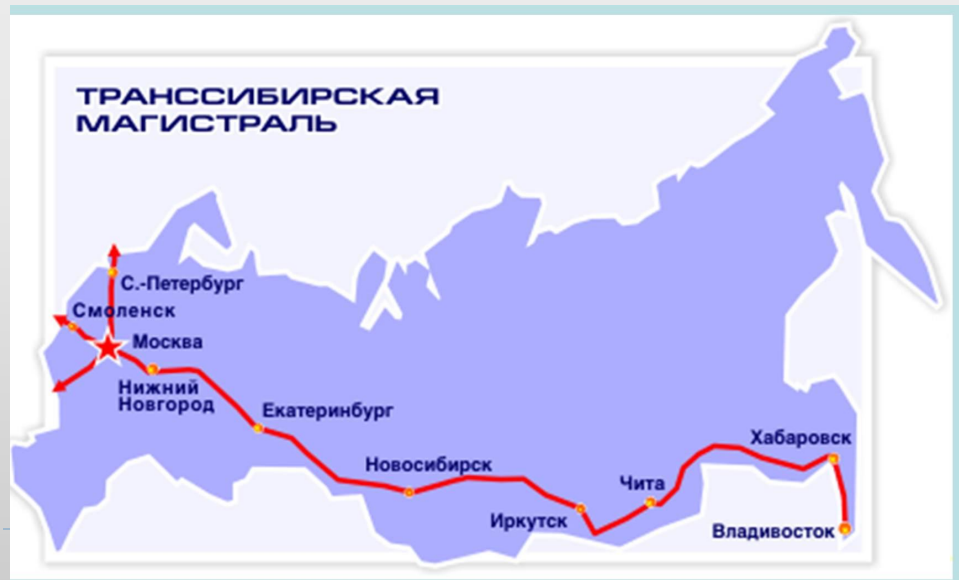 ТРАНССИБИРСКАЯ
МАГИСТРАЛЬ
С.-Петербург
Смоленск
Москва
Нижний
Новгород
Екатеринбург
Новосибирск
Иркутск
Чита
Хабаровск
Владивосток